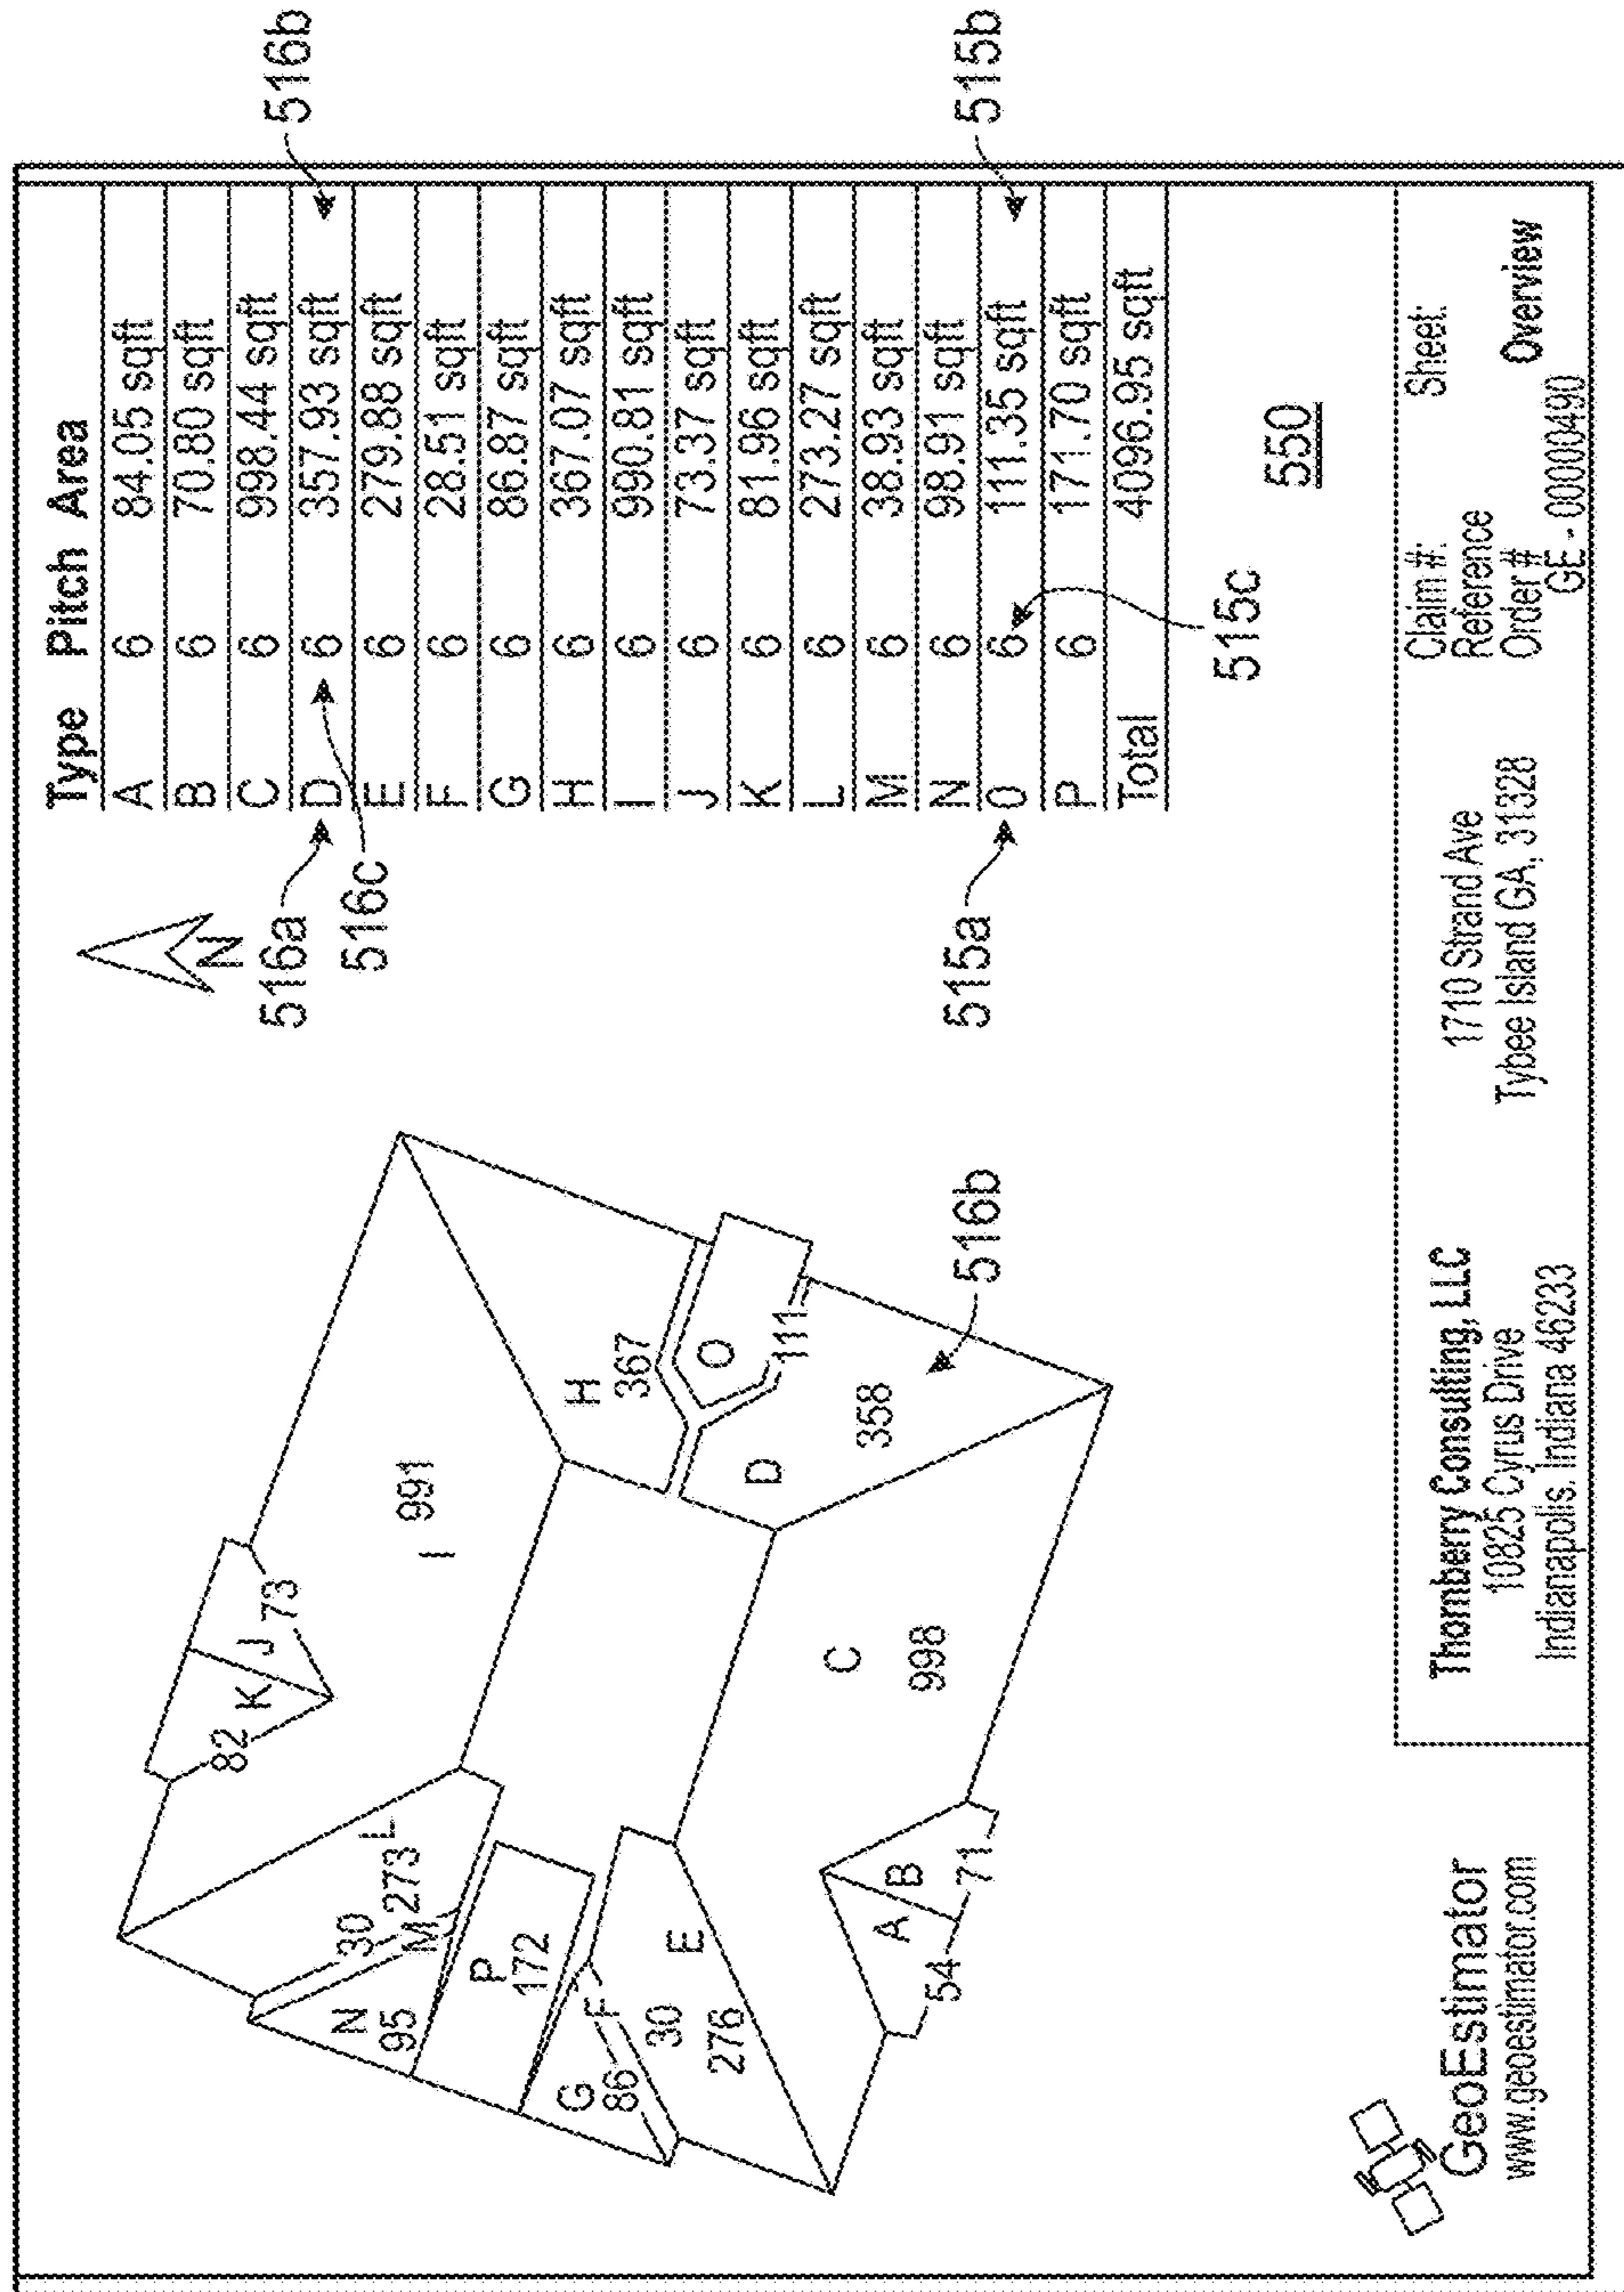 N
Type Pitch Area
A 6 84.05 sqft
B 6 70.80 sqft
C 6 998.44 sqft
D 6 357.93 sqft
E 6 279.88 sqft
F 6 28.51 sqft
G 6 86.87 sqft
H 6 367.07 sqft
I 6 990.81 sqft
J 6 73.37 sqft
K 6 81.96 sqft
L 6 273.27 sqft
M 6 38.93 sqft
N 6 98.91 sqft
0 6 111.35 sqft
P 6 171.70 sqft
Total 4096.95 sqft
516a
516c
516b
515a
515b
515c
550
82
K
J
73
I
991
L
273
30
M
N
95
P
172
H
367
O
111
G
86
F
30
276
E
D
358
516b
C
998
A
B
54
71
GeoEstimator
www.geoestimator.com
Thornberry Consulting, LLC
10825 Cyrus Drive
Indianapolis. Indiana 46233
1710 Strand Ave
Tybee Island GA, 31328
Claim #:
Reference
Order #
GE - 00000490
Sheet:
Overview